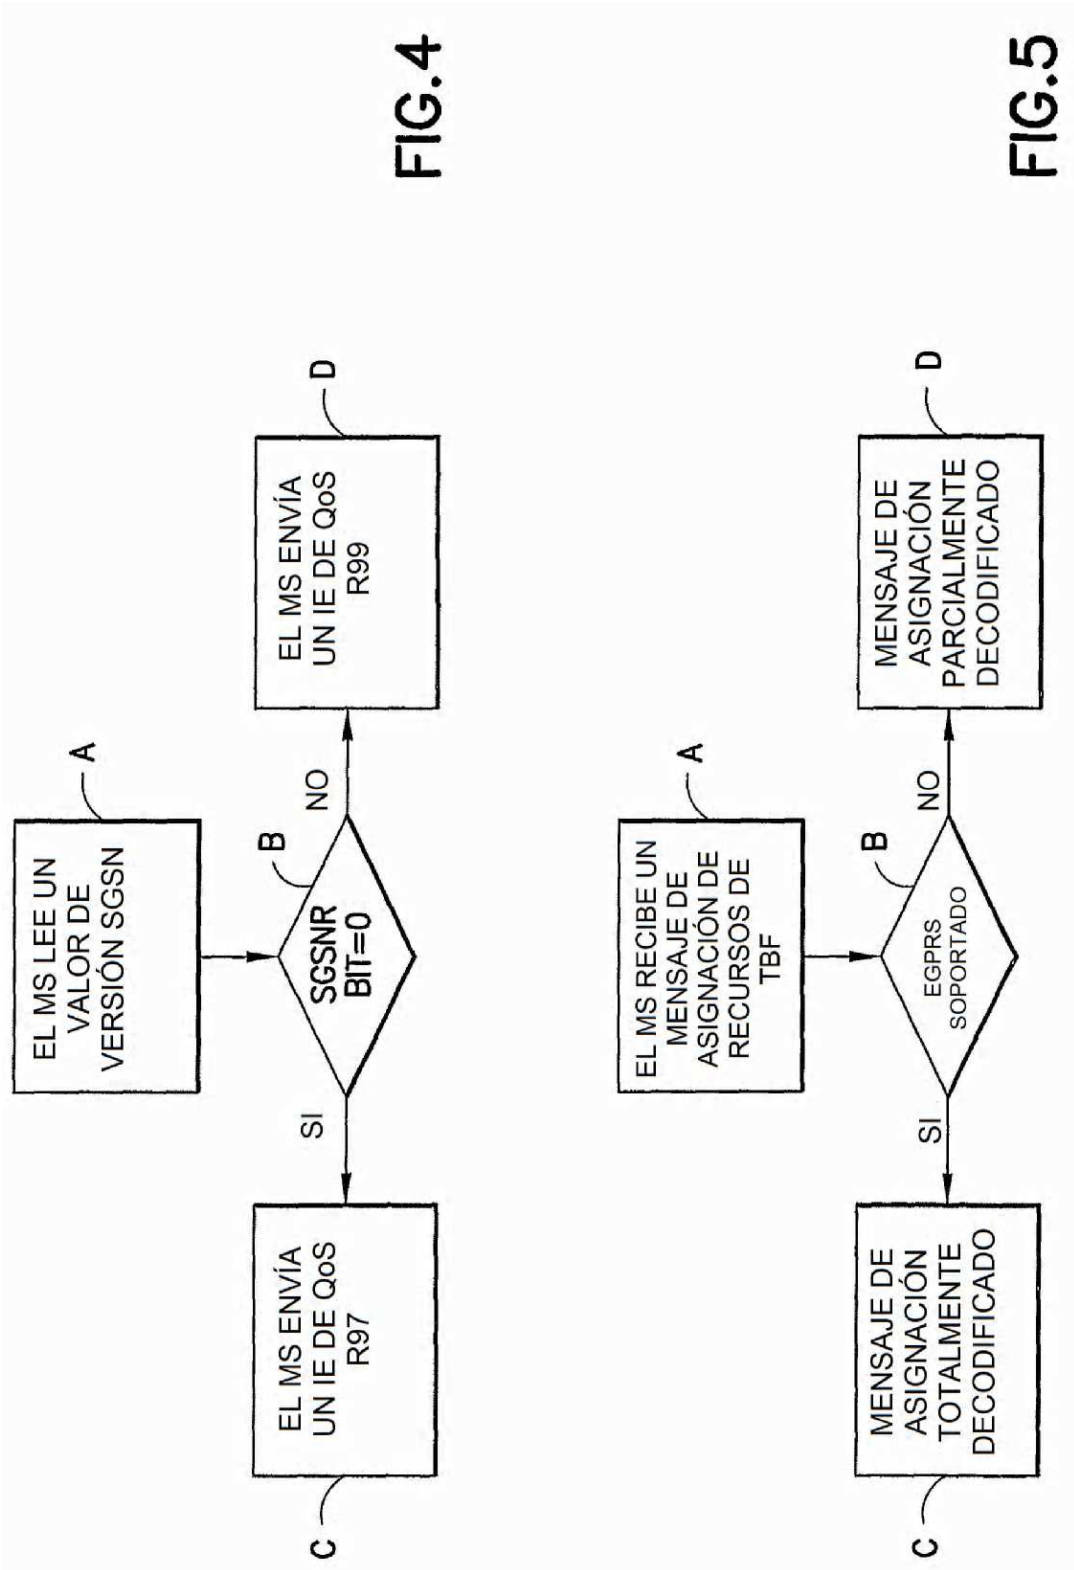 EL MS LEE UN
VALOR DE
VERSIÓN SGSN
A
B
SGSNR
BIT=0
SI
NO
EL MS ENVÍA
UN IE DE QoS
R97
C
EL MS ENVÍA
UN IE DE QoS
R99
D
FIG.4
EL MS RECIBE UN
MENSAJE DE
ASIGNACIÓN DE
RECURSOS DE
TBF
A
B
EGPRS
SOPORTADO
SI
NO
MENSAJE DE
ASIGNACIÓN
TOTALMENTE
DECODIFICADO
C
MENSAJE DE
ASIGNACIÓN
PARCIALMENTE
DECODIFICADO
D
FIG.5